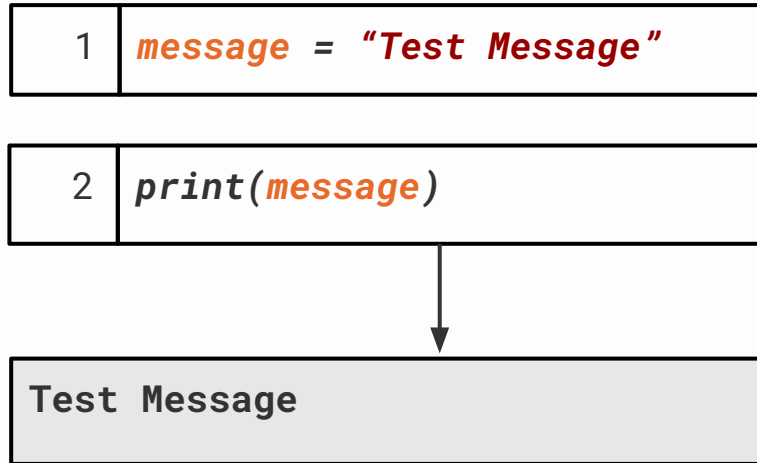 1 message = “Test Message”
2 print(message)
Test Message